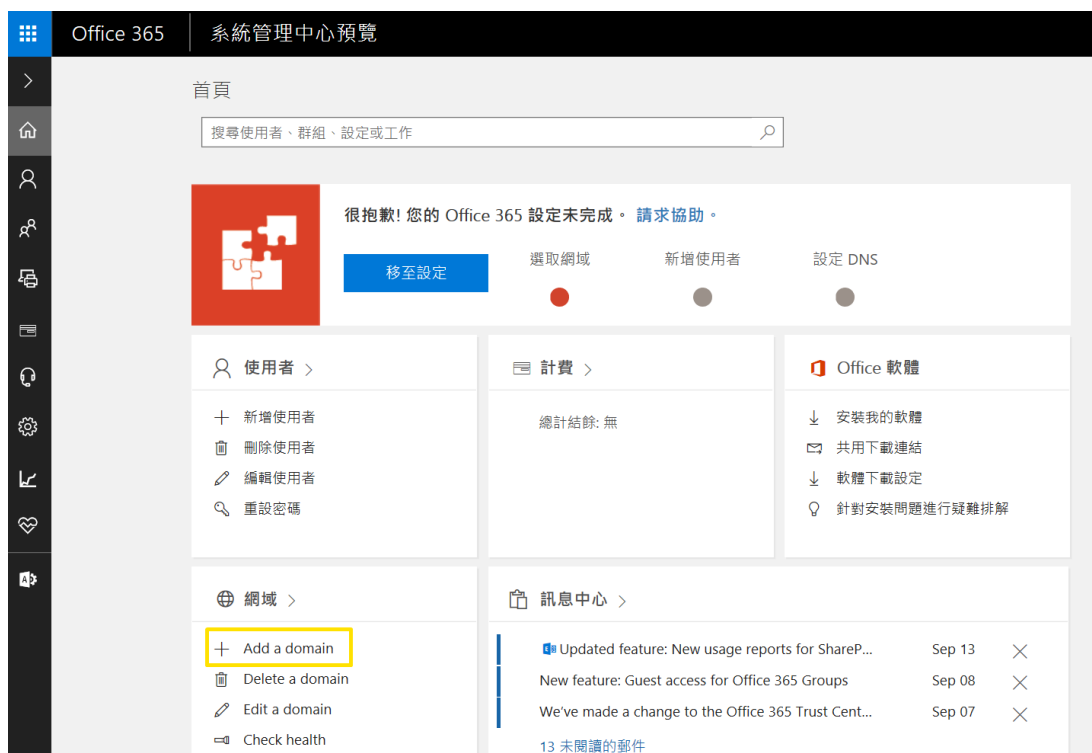 Office 365 系統管理中心預覽
首頁
搜尋使用者、群組、設定或工作
很抱歉! 您的 Office 365 設定未完成。 請求協助。
移至設定
選取網域 新增使用者 設定 DNS
使用者
新增使用者
刪除使用者
編輯使用者
重設密碼
計費
總計結餘: 無
Office 軟體
安裝我的軟體
共用下載連結
軟體下載設定
針對安裝問題進行疑難排解
網域
Add a domain
Delete a domain
Edit a domain
Check health
訊息中心
Updated feature: New usage reports for ShareP... Sep 13
New feature: Guest access for Office 365 Groups Sep 08
We've made a change to the Office 365 Trust Cent... Sep 07
13 未閱讀的郵件